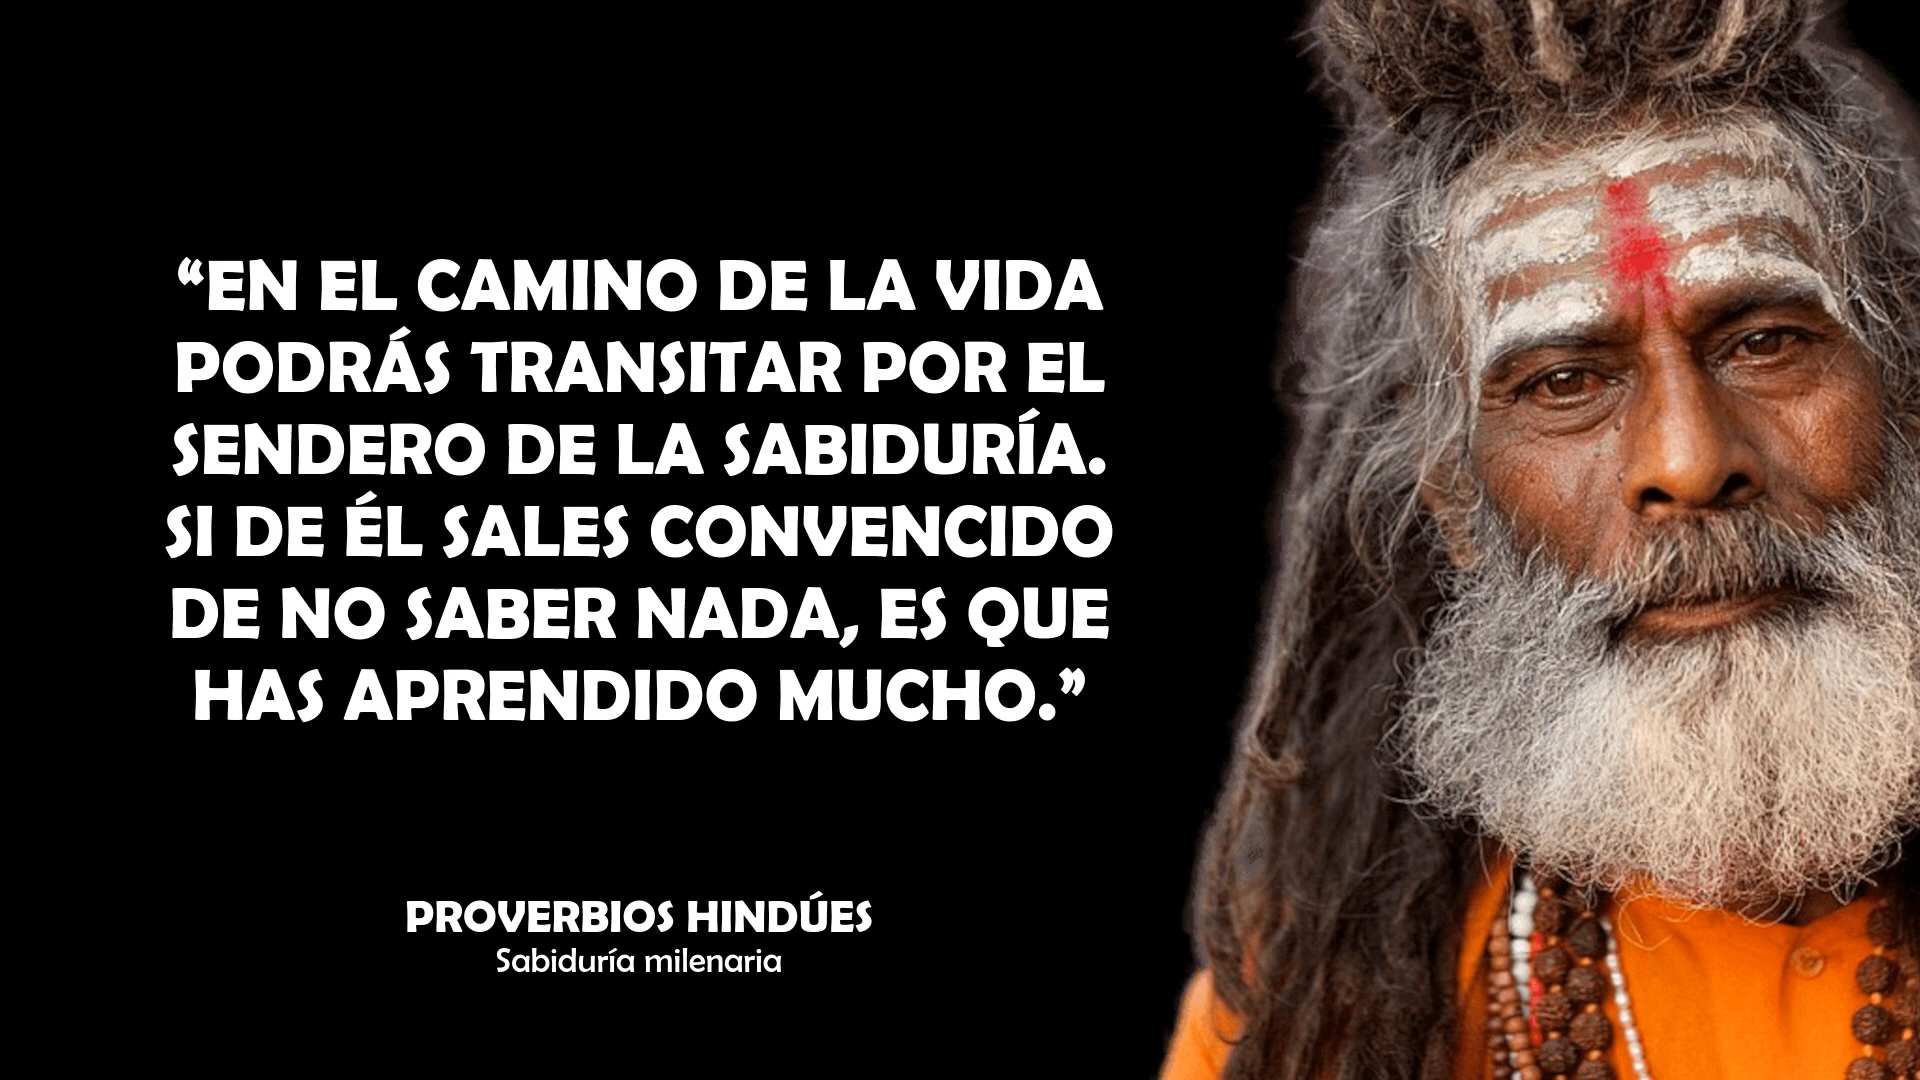 “EN EL CAMINO DE LA VIDA
PODRÁS TRANSITAR POR EL
SENDERO DE LA SABIDURÍA.
SI DE ÉL SALES CONVENCIDO
DE NO SABER NADA, ES QUE
HAS APRENDIDO MUCHO.”
PROVERBIOS HINDÚES
Sabiduría milenaria